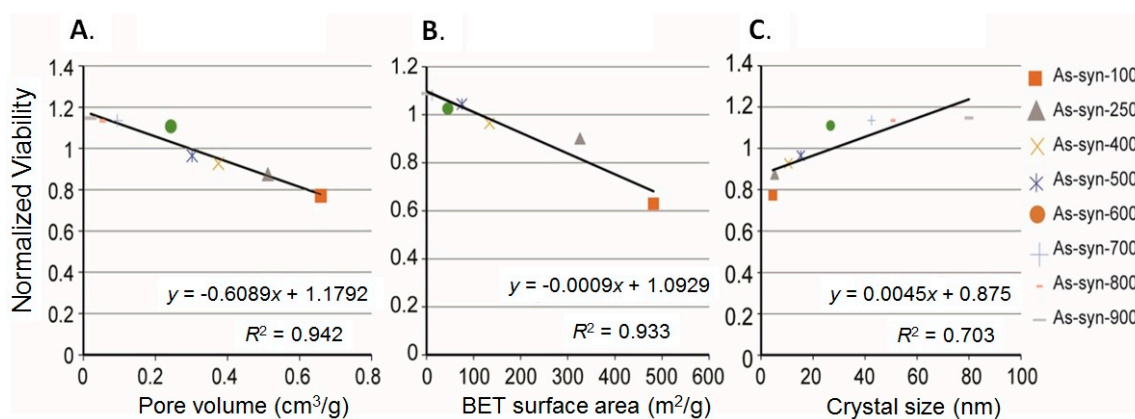 A.
B.
C.
Normalized Viability
1.4
1.2
1
0.8
0.6
0.4
0.2
0
0 0.2 0.4 0.6 0.8
y = -0.6089x + 1.1792
R² = 0.942
Pore volume (cm³/g)
1.2
1
0.8
0.6
0.4
0.2
0
0 100 200 300 400 500 600
y = -0.0009x + 1.0929
R² = 0.933
BET surface area (m²/g)
1.4
1.2
1
0.8
0.6
0.4
0.2
0
0 20 40 60 80 100
y = 0.0045x + 0.875
R² = 0.703
Crystal size (nm)
As-syn-100
As-syn-250
As-syn-400
As-syn-500
As-syn-600
As-syn-700
As-syn-800
As-syn-900